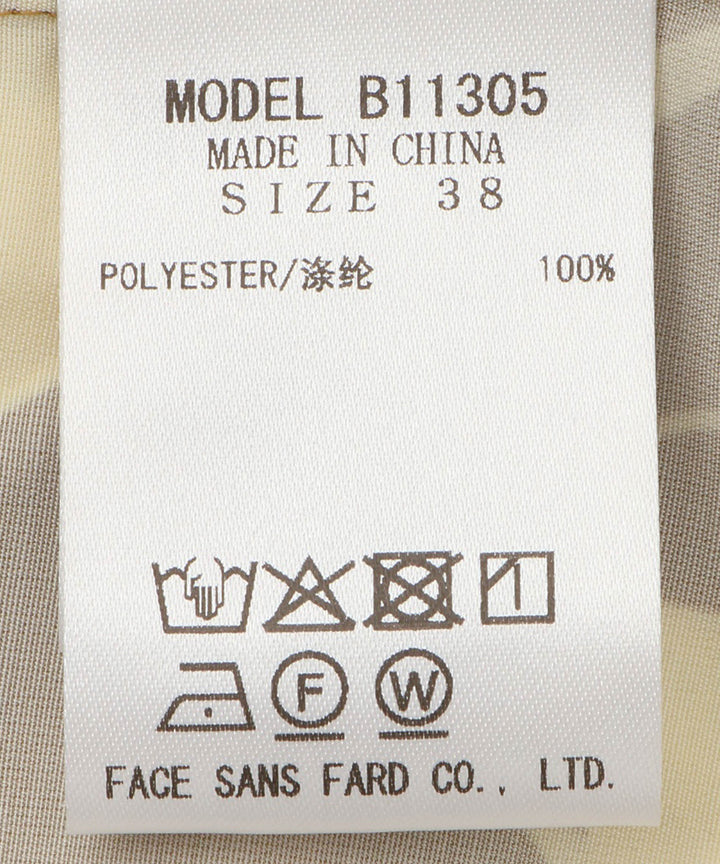 MODEL B11305
MADE IN CHINA
SIZE 38
POLYESTER/涤纶 100%
F W
FACE SANS FARD CO., LTD.